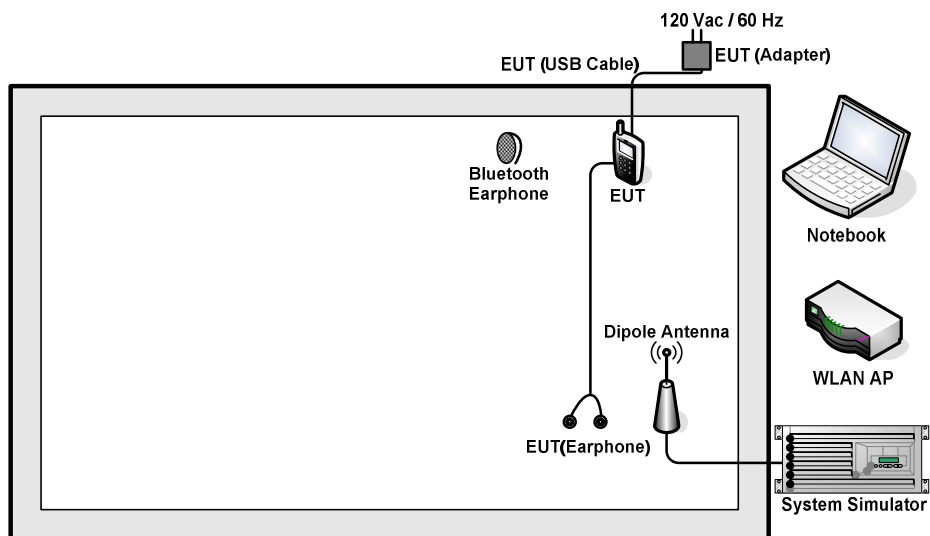 120 Vac / 60 Hz
EUT (Adapter)
EUT (USB Cable)
Bluetooth
Earphone
EUT
Notebook
Dipole Antenna
WLAN AP
EUT(Earphone)
System Simulator